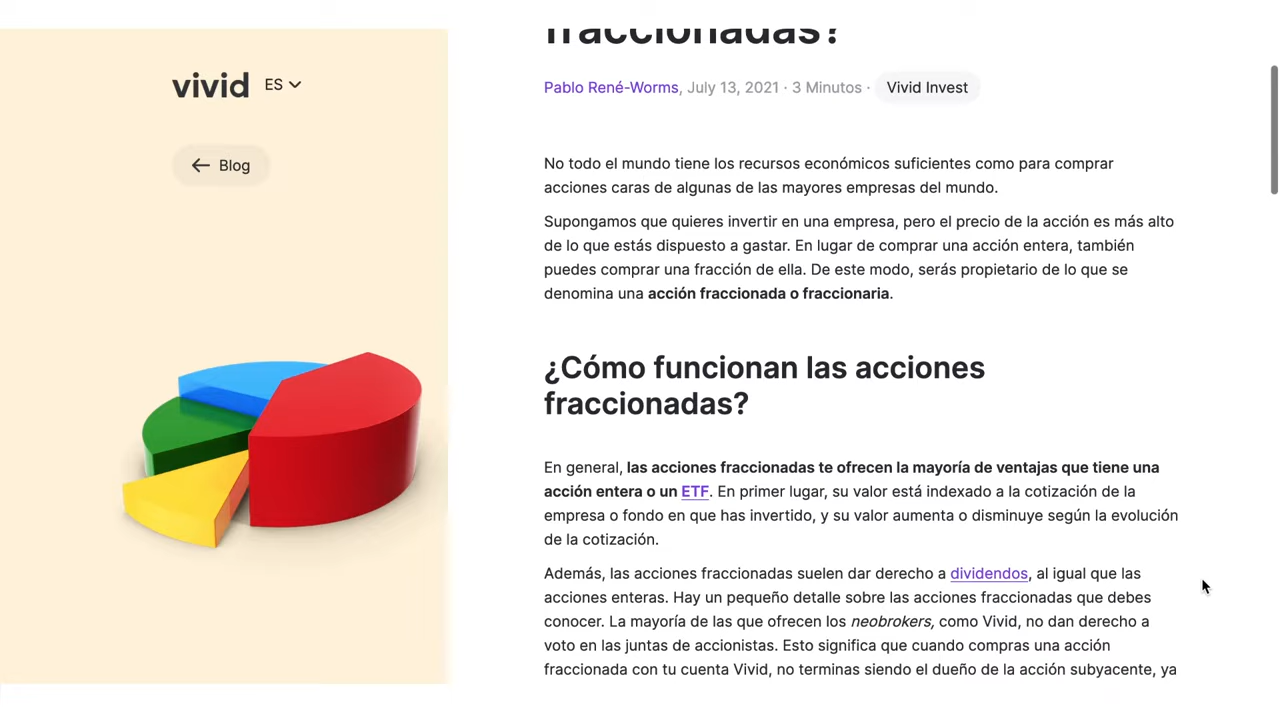 vivid ES
← Blog
fraccionadas?
Pablo René-Worms, July 13, 2021 · 3 Minutos · Vivid Invest
No todo el mundo tiene los recursos económicos suficientes como para comprar
acciones caras de algunas de las mayores empresas del mundo.
Supongamos que quieres invertir en una empresa, pero el precio de la acción es más alto
de lo que estás dispuesto a gastar. En lugar de comprar una acción entera, también
puedes comprar una fracción de ella. De este modo, serás propietario de lo que se
denomina una acción fraccionada o fraccionaria.
¿Cómo funcionan las acciones
fraccionadas?
En general, las acciones fraccionadas te ofrecen la mayoría de ventajas que tiene una
acción entera o un ETF. En primer lugar, su valor está indexado a la cotización de la
empresa o fondo en que has invertido, y su valor aumenta o disminuye según la evolución
de la cotización.
Además, las acciones fraccionadas suelen dar derecho a dividendos, al igual que las
acciones enteras. Hay un pequeño detalle sobre las acciones fraccionadas que debes
conocer. La mayoría de las que ofrecen los neobrokers, como Vivid, no dan derecho a
voto en las juntas de accionistas. Esto significa que cuando compras una acción
fraccionada con tu cuenta Vivid, no terminas siendo el dueño de la acción subyacente, ya